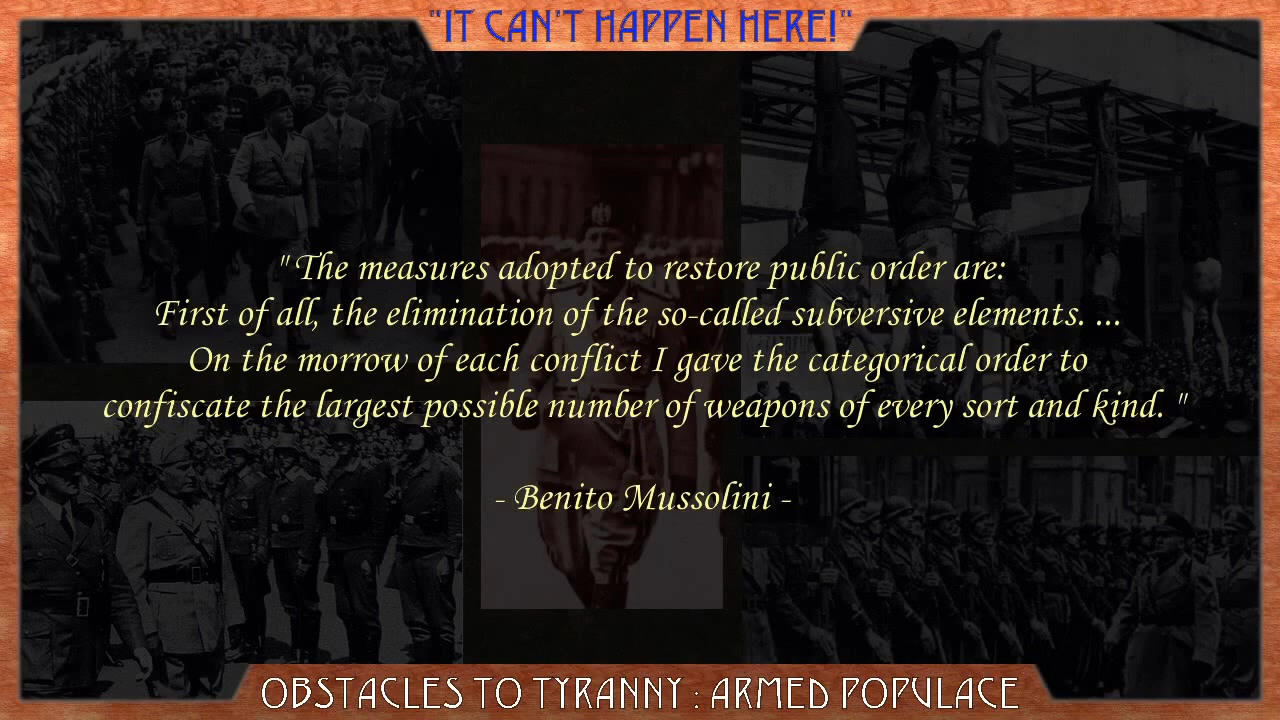 "IT CAN'T HAPPEN HERE!"
" The measures adopted to restore public order are:
First of all, the elimination of the so-called subversive elements. ...
On the morrow of each conflict I gave the categorical order to
confiscate the largest possible number of weapons of every sort and kind. "
- Benito Mussolini -
OBSTACLES TO TYRANNY : ARMED POPULACE